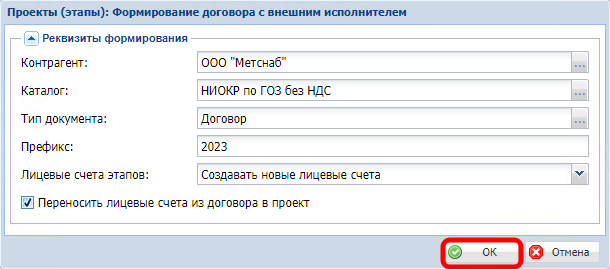 Проекты (этапы): Формирование договора с внешним исполнителем
Реквизиты формирования
Контрагент: ООО "Метснаб" ...
Каталог: НИОКР по ГОЗ без НДС ...
Тип документа: Договор ...
Префикс: 2023
Лицевые счета этапов: Создавать новые лицевые счета
Переносить лицевые счета из договора в проект
ОК Отмена